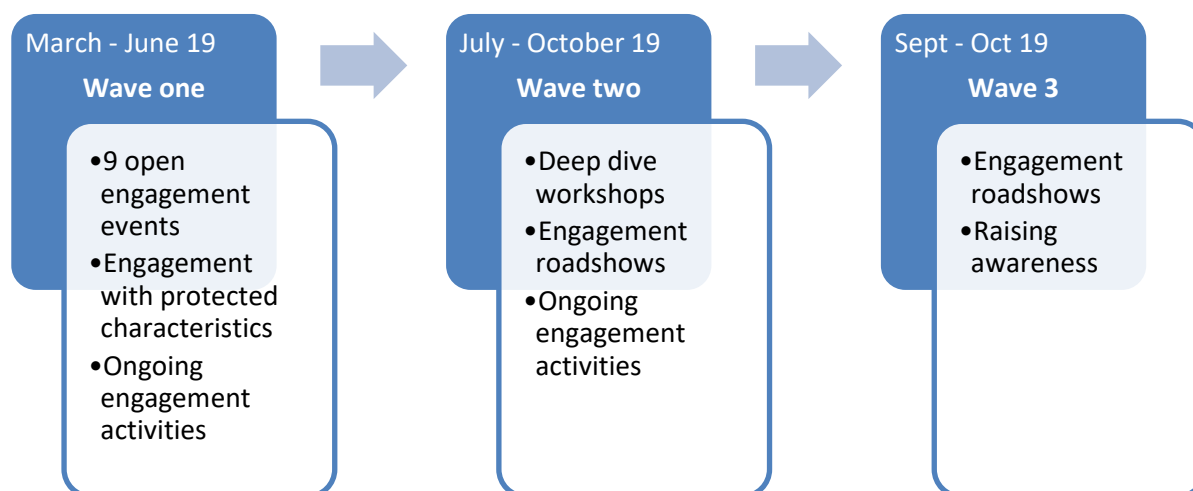 March - June 19
Wave one
•9 open
engagement
events
•Engagement
with protected
characteristics
•Ongoing
engagement
activities
July - October 19
Wave two
•Deep dive
workshops
•Engagement
roadshows
•Ongoing
engagement
activities
Sept - Oct 19
Wave 3
•Engagement
roadshows
•Raising
awareness